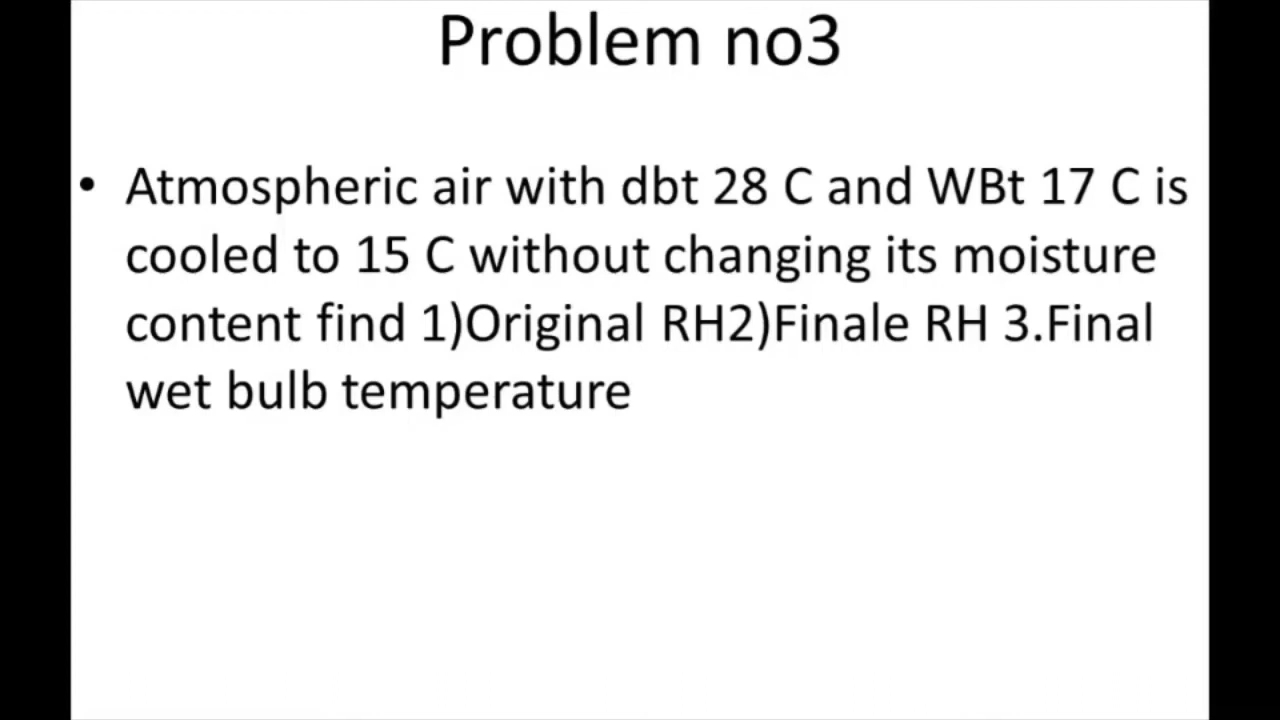 Problem no3
• Atmospheric air with dbt 28 C and WBt 17 C is
cooled to 15 C without changing its moisture
content find 1)Original RH2)Finale RH 3.Final
wet bulb temperature